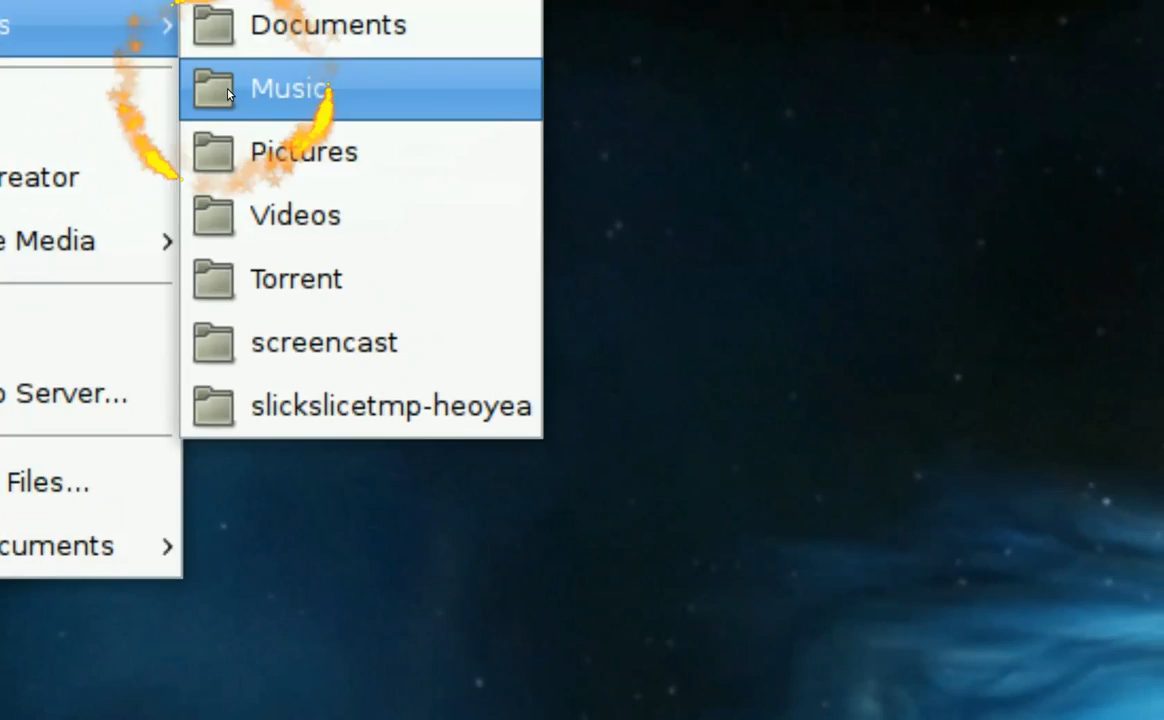 s
Documents
Music
Pictures
reator
Videos
e Media
Torrent
screencast
o Server...
slickslicetmp-heoyea
Files...
cuments